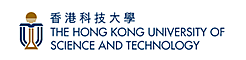 香港科技大學
THE HONG KONG UNIVERSITY OF
SCIENCE AND TECHNOLOGY